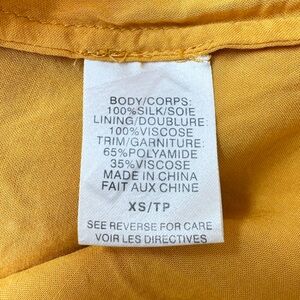 BODY/CORPS:
100%SILK/SOIE
LINING/DOUBLURE:
100%VISCOSE
TRIM/GARNITURE:
65%POLYAMIDE
35%VISCOSE
MADE IN CHINA
FAIT AUX CHINE
XS/TP
SEE REVERSE FOR CARE
VOIR LES DIRECTIVES